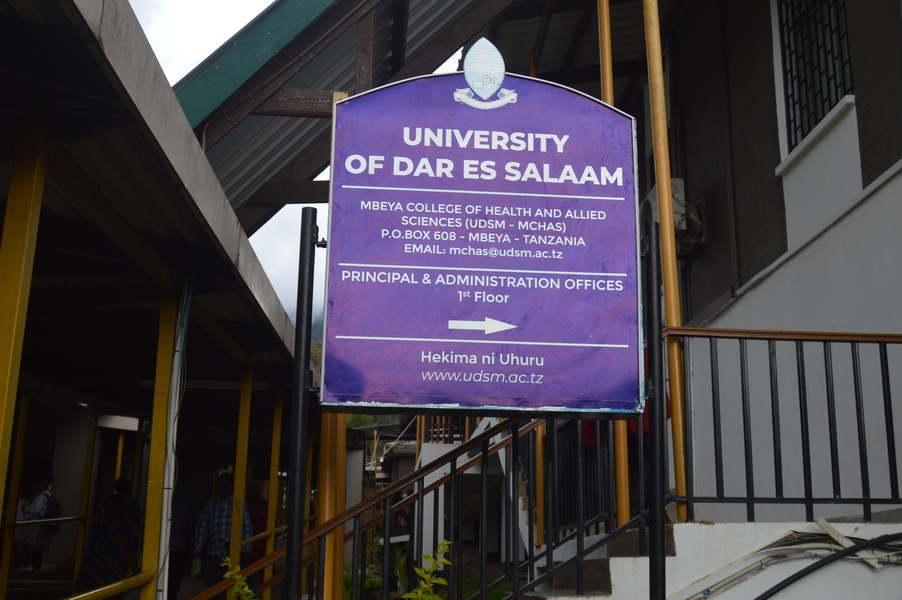 UNIVERSITY
OF DAR ES SALAAM
MBEYA COLLEGE OF HEALTH AND ALLIED
SCIENCES (UDSM - MCHAS)
P.O.BOX 608 - MBEYA - TANZANIA
EMAIL: mchas@udsm.ac.tz
PRINCIPAL & ADMINISTRATION OFFICES
1st Floor
Hekima ni Uhuru
www.udsm.ac.tz